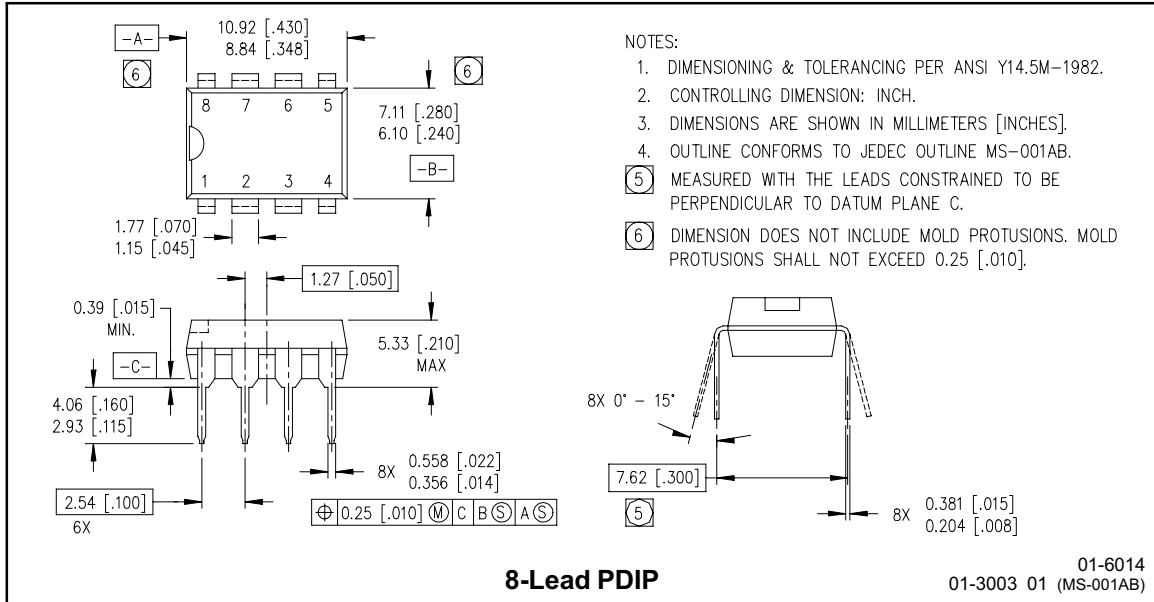 -A-
10.92 [.430]
8.84 [.348]
6
6
8 7 6 5
1 2 3 4
7.11 [.280]
6.10 [.240]
-B-
1.77 [.070]
1.15 [.045]
1.27 [.050]
0.39 [.015]
MIN.
-C-
5.33 [.210]
MAX
4.06 [.160]
2.93 [.115]
8X 0.558 [.022]
0.356 [.014]
2.54 [.100]
6X
⌖ 0.25 [.010] Ⓜ C B Ⓢ A Ⓢ
NOTES:
1. DIMENSIONING & TOLERANCING PER ANSI Y14.5M-1982.
2. CONTROLLING DIMENSION: INCH.
3. DIMENSIONS ARE SHOWN IN MILLIMETERS [INCHES].
4. OUTLINE CONFORMS TO JEDEC OUTLINE MS-001AB.
5 MEASURED WITH THE LEADS CONSTRAINED TO BE
PERPENDICULAR TO DATUM PLANE C.
6 DIMENSION DOES NOT INCLUDE MOLD PROTUSIONS. MOLD
PROTUSIONS SHALL NOT EXCEED 0.25 [.010].
8X 0° - 15°
7.62 [.300]
5
8X 0.381 [.015]
0.204 [.008]
8-Lead PDIP
01-6014
01-3003 01 (MS-001AB)